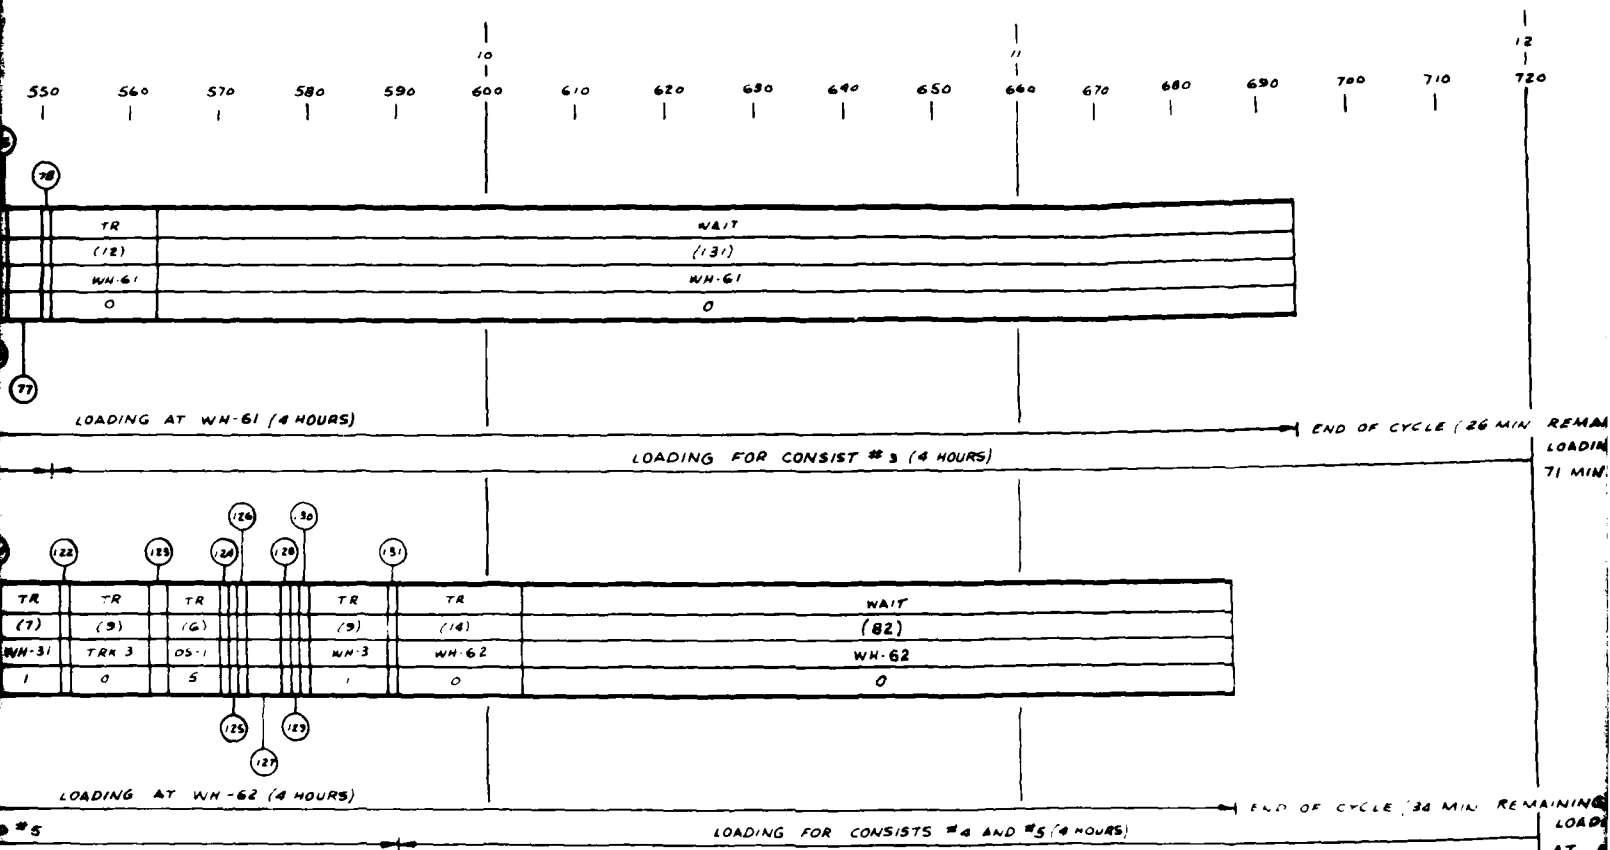 10 11 12
550 560 570 580 590 600 610 620 630 640 650 660 670 680 690 700 710 720
78
TR WAIT
(12) (131)
WH-61 WH-61
0 0
77
LOADING AT WH-61 (4 HOURS)
END OF CYCLE (26 MIN
LOADING FOR CONSIST #3 (4 HOURS)
71 MIN
126 130
122 123 124 128 131
TR TR TR TR TR WAIT
(7) (9) (6) (9) (14) (82)
WH-31 TRK 3 OS-1 WH-3 WH-62 WH-62
1 0 5 1 0 0
125 129
127
LOADING AT WH-62 (4 HOURS)
END OF CYCLE (34 MIN REMAINING
#5
LOADING FOR CONSISTS #4 AND #5 (4 HOURS)